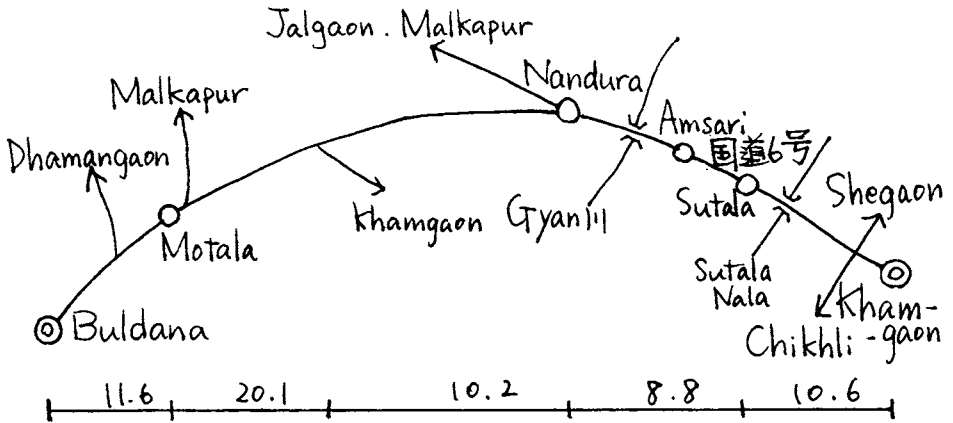 Jalgaon. Malkapur
Nandura
Malkapur
Amsari
国道6号
Dhamangaon
Shegaon
Khamgaon
Gyan川
Sutala
Motala
Sutala
Nala
Kham-
-gaon
Buldana
Chikhli
11.6 20.1 10.2 8.8 10.6